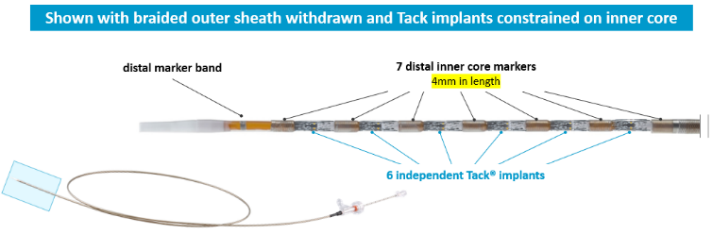 Shown with braided outer sheath withdrawn and Tack implants constrained on inner core
distal marker band
7 distal inner core markers
4mm in length
6 independent Tack® implants